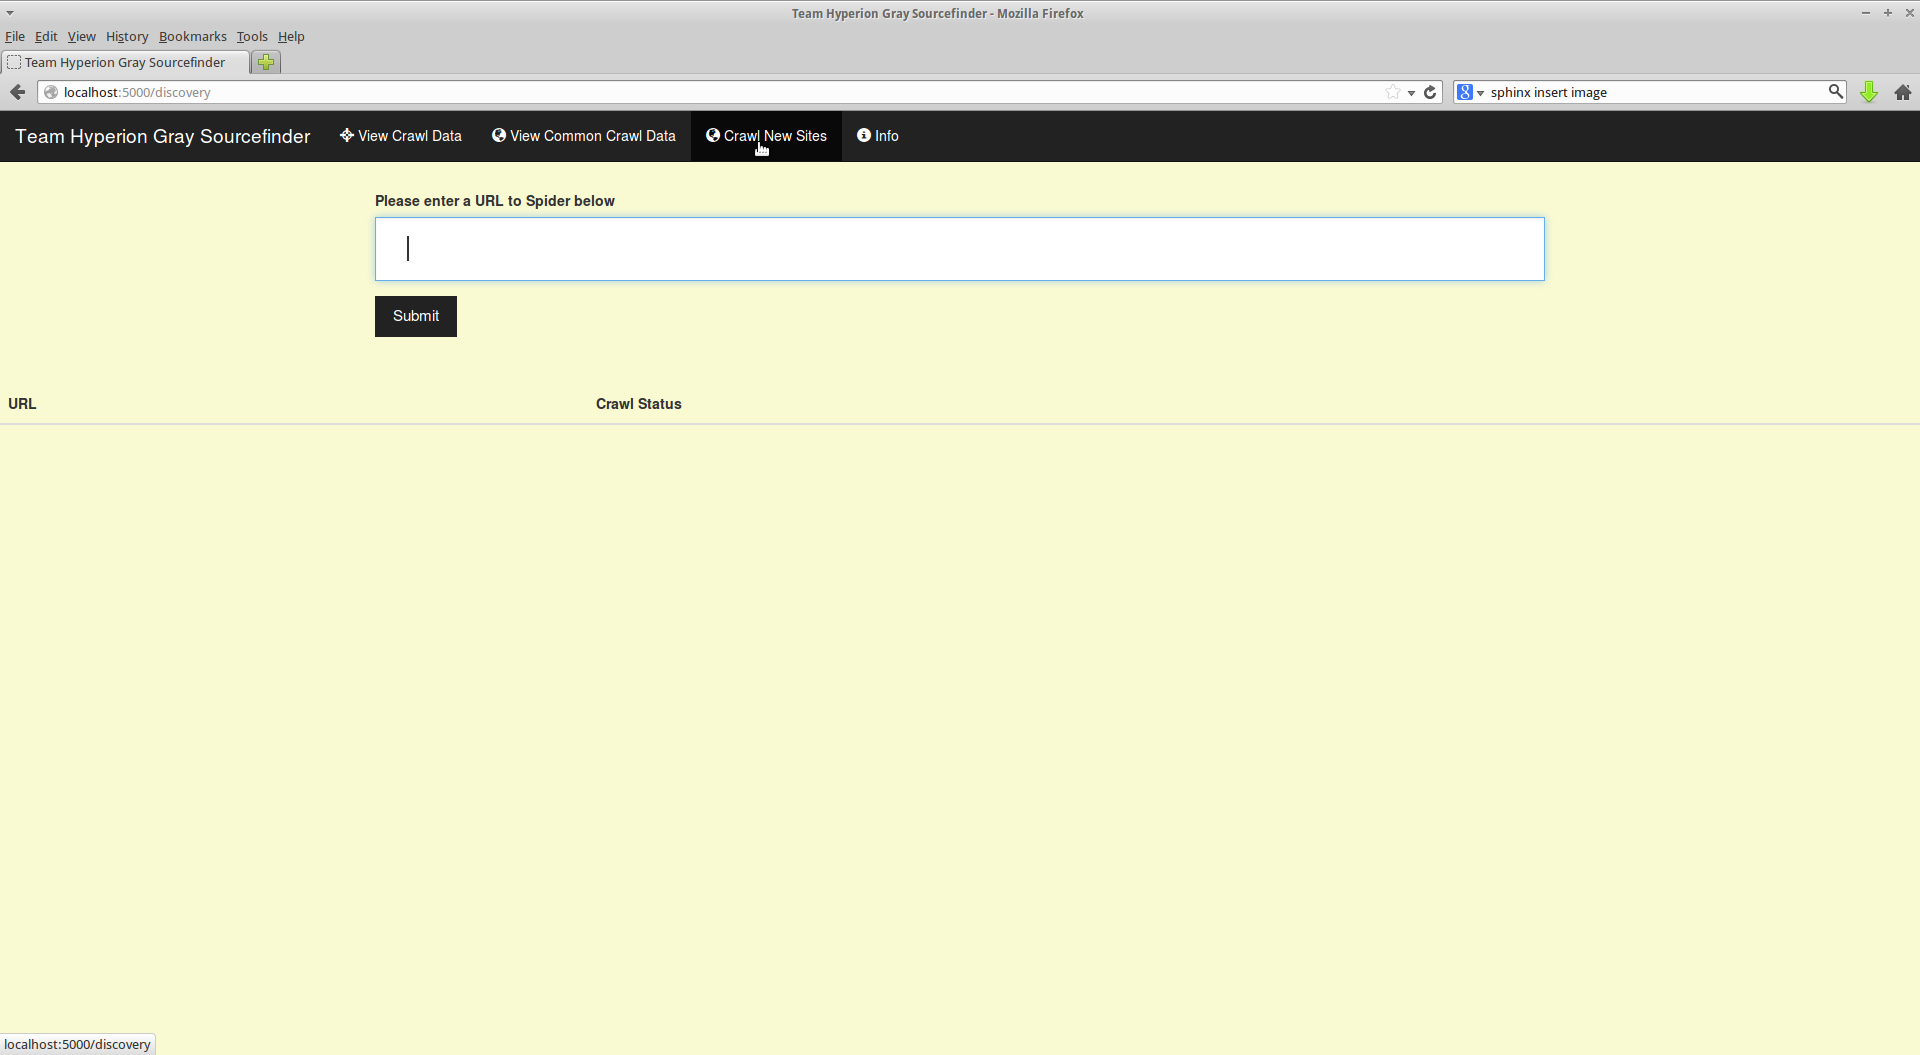 Team Hyperion Gray Sourcefinder - Mozilla Firefox
File Edit View History Bookmarks Tools Help
Team Hyperion Gray Sourcefinder
localhost:5000/discovery
sphinx insert image
Team Hyperion Gray Sourcefinder View Crawl Data View Common Crawl Data Crawl New Sites Info
Please enter a URL to Spider below
Submit
URL Crawl Status
localhost:5000/discovery